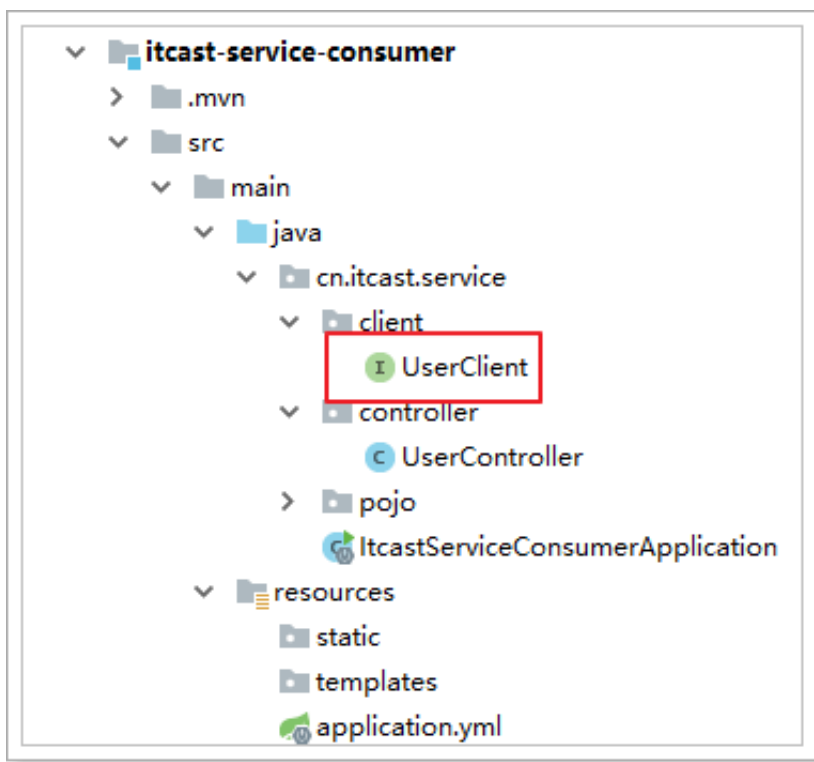 itcast-service-consumer
.mvn
src
main
java
cn.itcast.service
client
I UserClient
controller
C UserController
pojo
C ItcastServiceConsumerApplication
resources
static
templates
application.yml